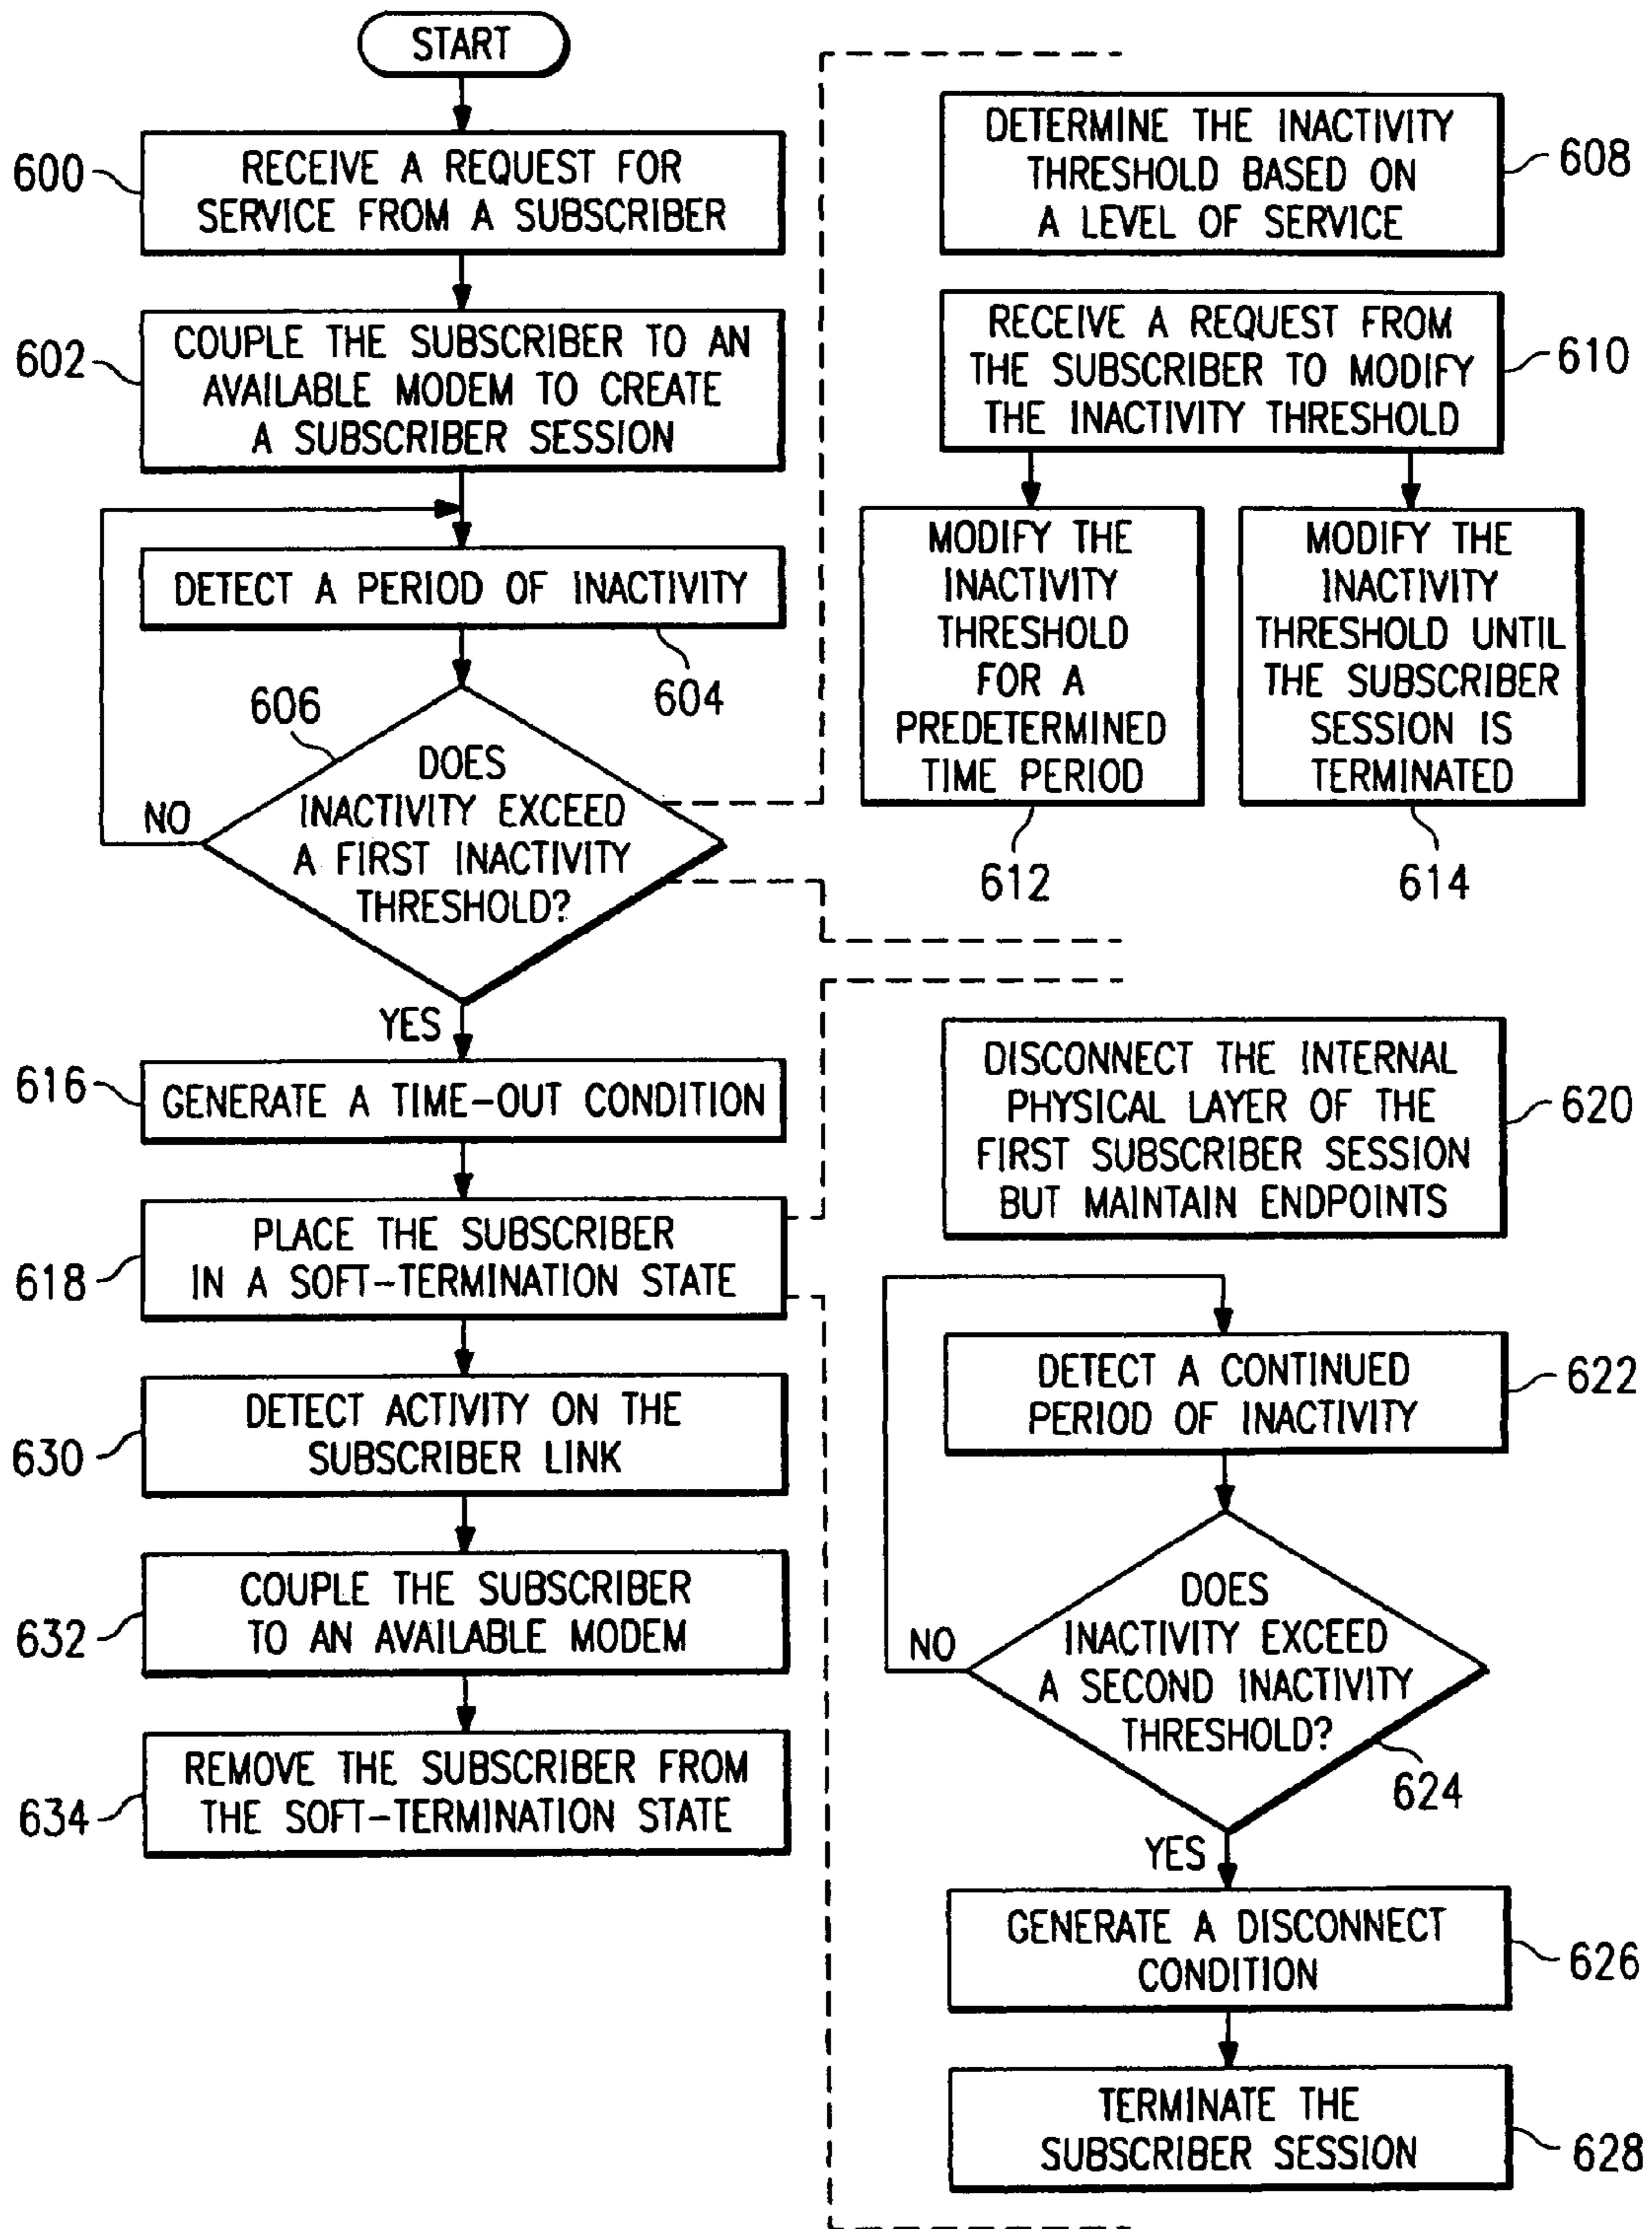 START
600
RECEIVE A REQUEST FOR
SERVICE FROM A SUBSCRIBER
602
COUPLE THE SUBSCRIBER TO AN
AVAILABLE MODEM TO CREATE
A SUBSCRIBER SESSION
DETECT A PERIOD OF INACTIVITY
604
606
DOES
INACTIVITY EXCEED
A FIRST INACTIVITY
THRESHOLD?
NO
YES
DETERMINE THE INACTIVITY
THRESHOLD BASED ON
A LEVEL OF SERVICE
608
RECEIVE A REQUEST FROM
THE SUBSCRIBER TO MODIFY
THE INACTIVITY THRESHOLD
610
MODIFY THE
INACTIVITY
THRESHOLD
FOR A
PREDETERMINED
TIME PERIOD
612
MODIFY THE
INACTIVITY
THRESHOLD UNTIL
THE SUBSCRIBER
SESSION IS
TERMINATED
614
616
GENERATE A TIME-OUT CONDITION
618
PLACE THE SUBSCRIBER
IN A SOFT-TERMINATION STATE
630
DETECT ACTIVITY ON THE
SUBSCRIBER LINK
632
COUPLE THE SUBSCRIBER
TO AN AVAILABLE MODEM
634
REMOVE THE SUBSCRIBER FROM
THE SOFT-TERMINATION STATE
DISCONNECT THE INTERNAL
PHYSICAL LAYER OF THE
FIRST SUBSCRIBER SESSION
BUT MAINTAIN ENDPOINTS
620
DETECT A CONTINUED
PERIOD OF INACTIVITY
622
DOES
INACTIVITY EXCEED
A SECOND INACTIVITY
THRESHOLD?
NO
624
YES
GENERATE A DISCONNECT
CONDITION
626
TERMINATE THE
SUBSCRIBER SESSION
628